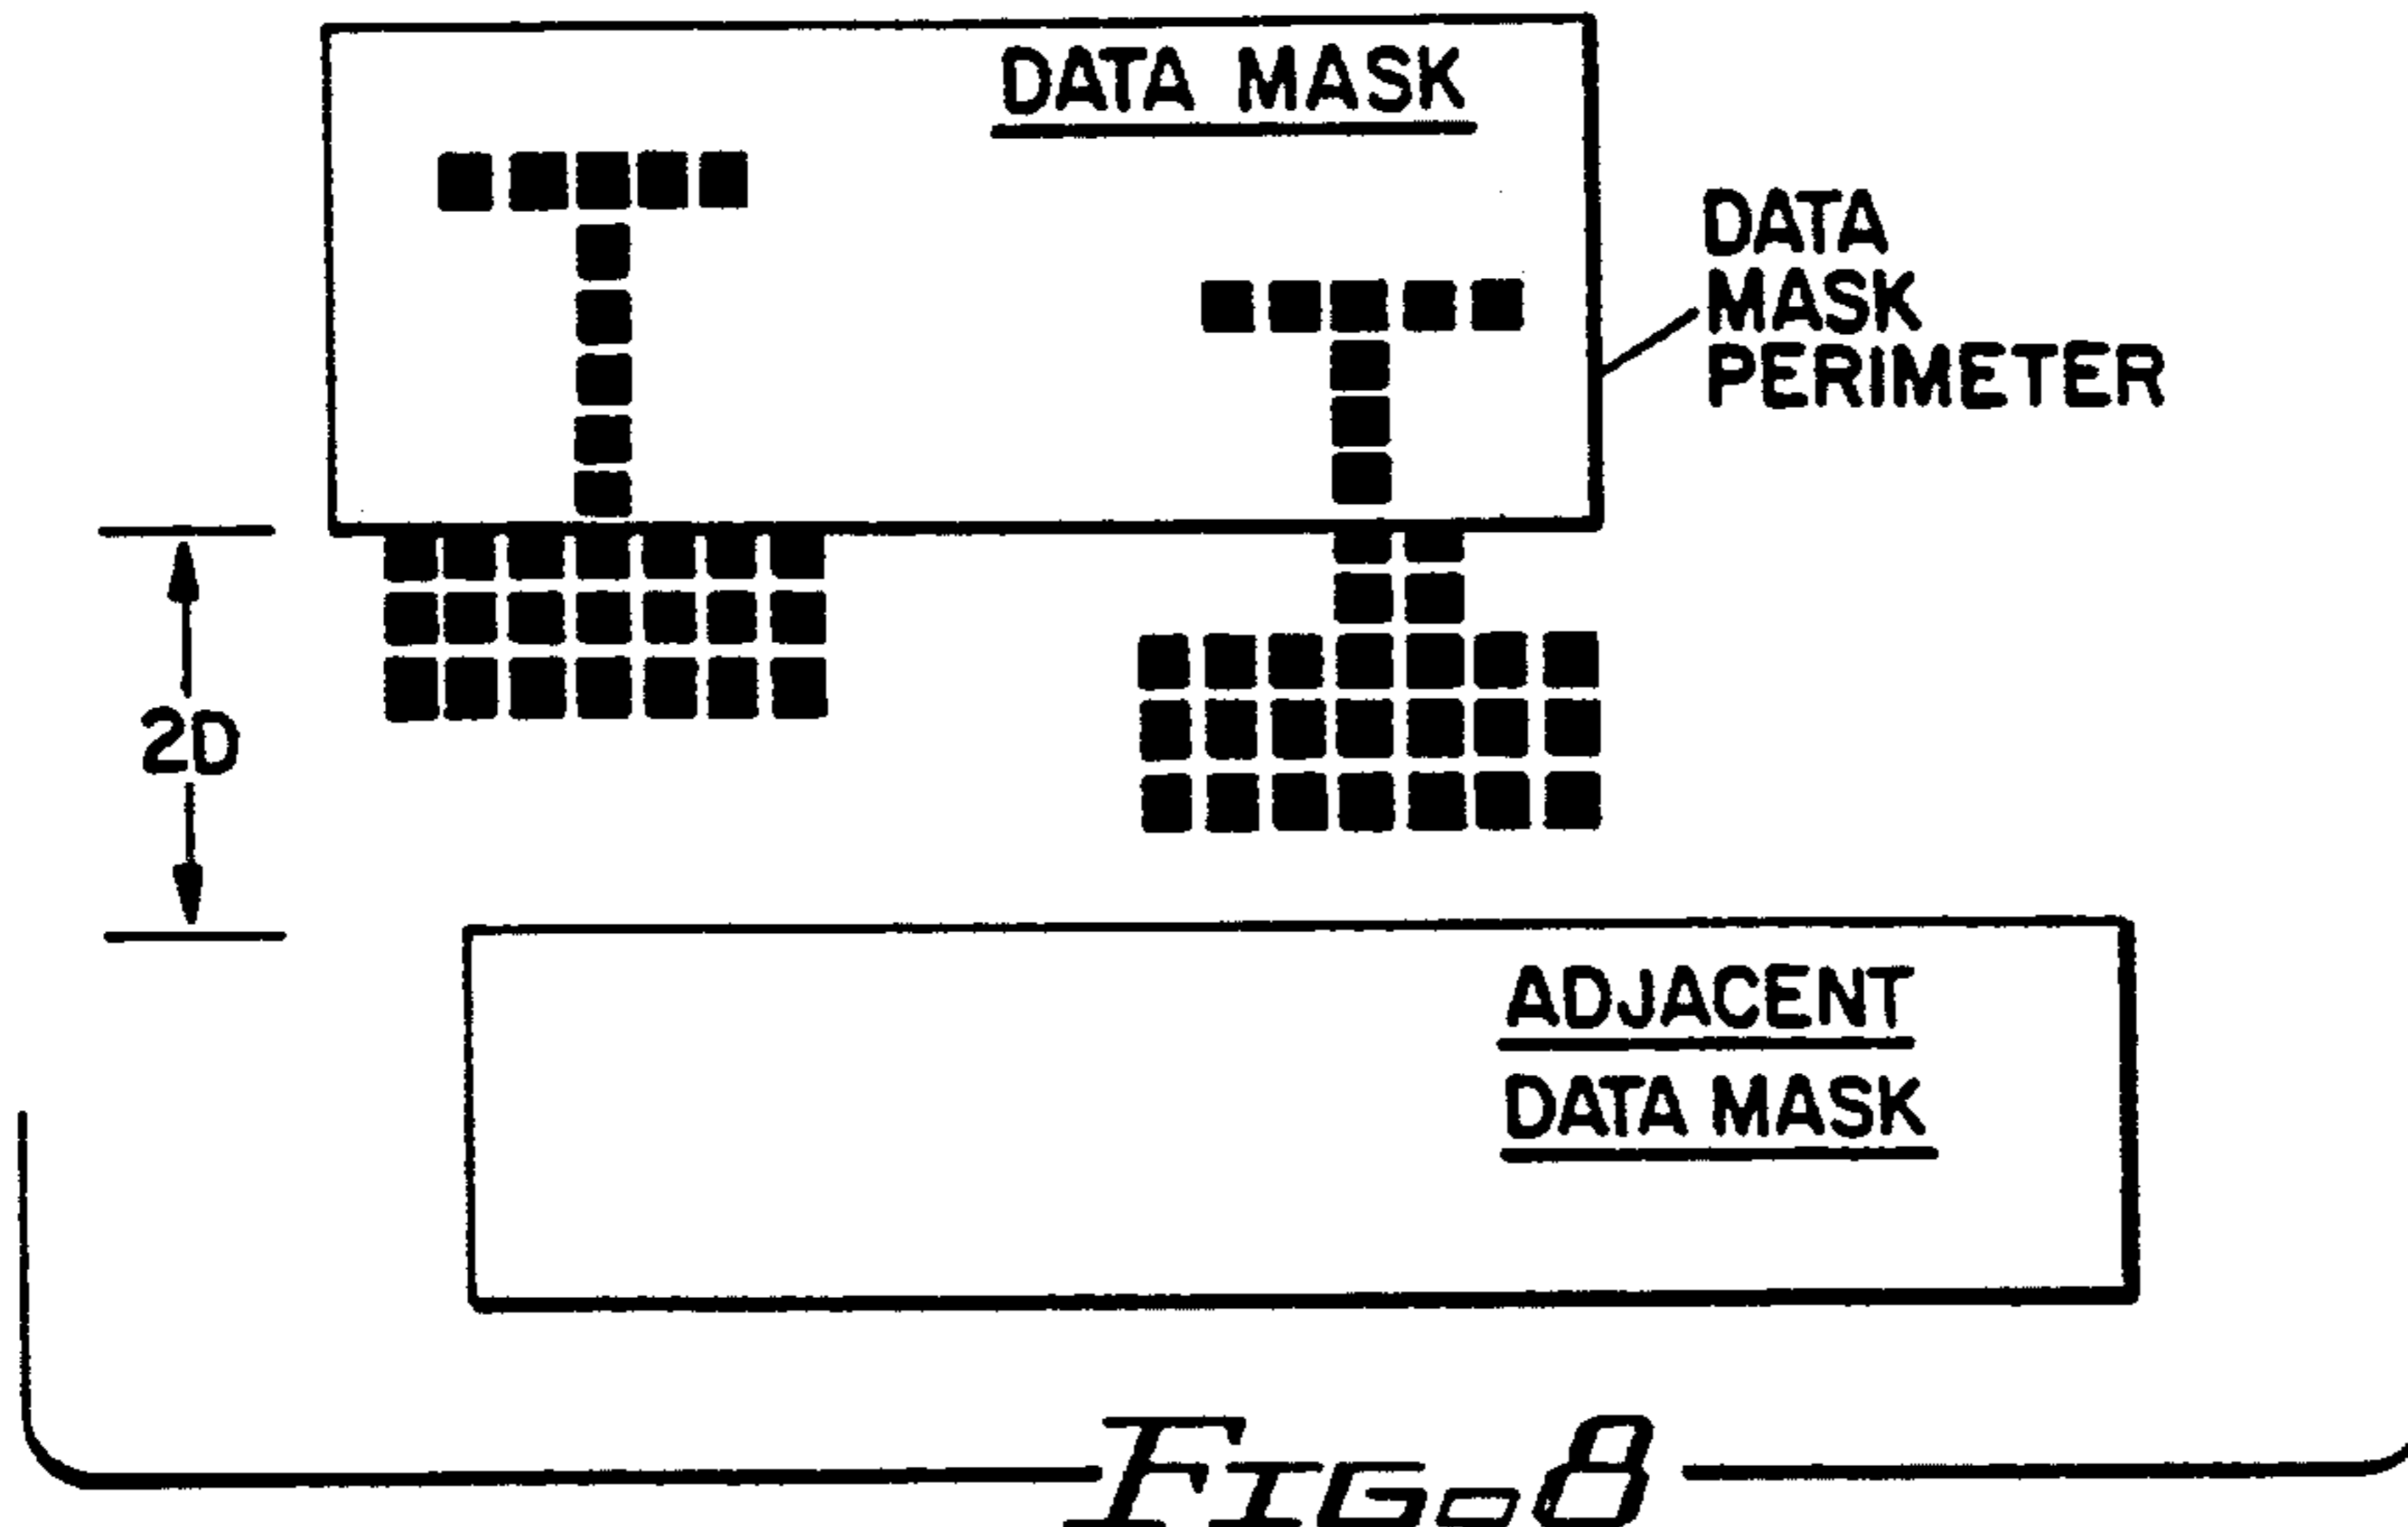 DATA MASK
DATA
MASK
PERIMETER
2D
ADJACENT
DATA MASK
FIG. 8